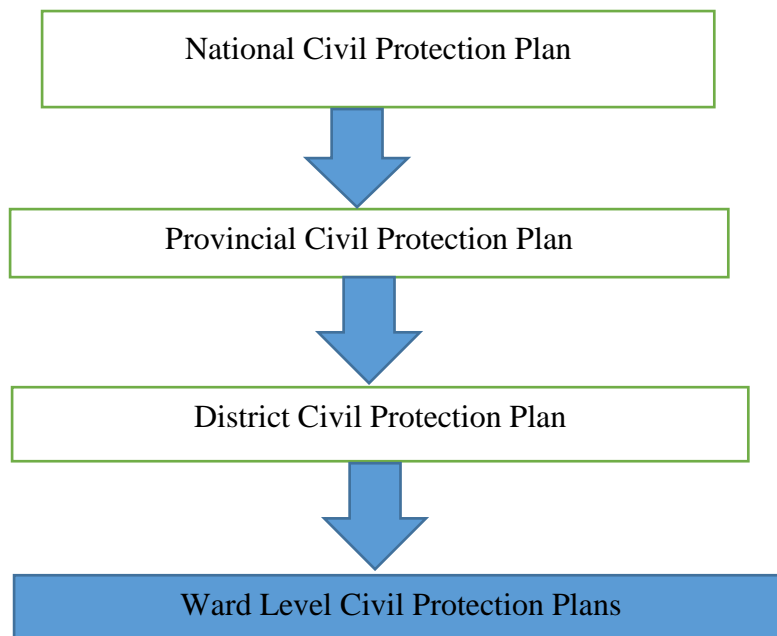 National Civil Protection Plan
Provincial Civil Protection Plan
District Civil Protection Plan
Ward Level Civil Protection Plans